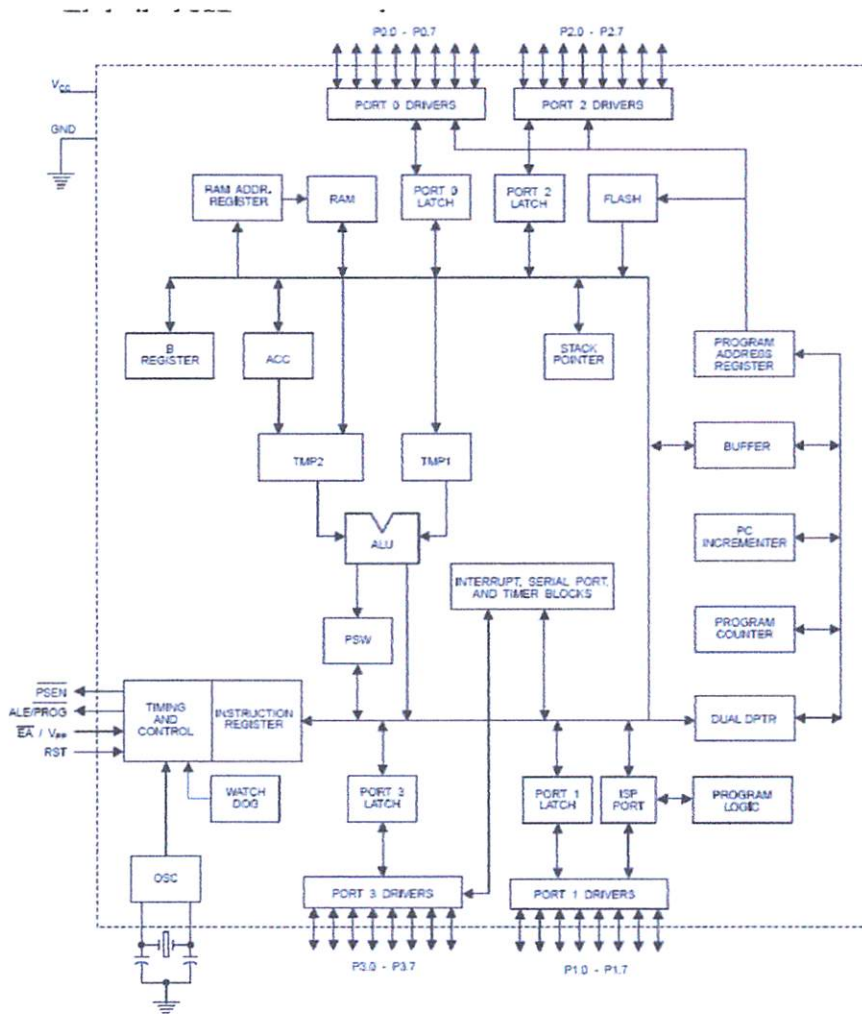 P0.0 - P0.7
P2.0 - P2.7
VCC
PORT 0 DRIVERS
PORT 2 DRIVERS
GND
RAM ADDR.
REGISTER
RAM
PORT 0
LATCH
PORT 2
LATCH
FLASH
B
REGISTER
ACC
STACK
POINTER
PROGRAM
ADDRESS
REGISTER
TMP2
TMP1
BUFFER
ALU
PC
INCREMENTER
INTERRUPT, SERIAL PORT,
AND TIMER BLOCKS
PSW
PROGRAM
COUNTER
PSEN
ALE/PROG
EA / VPP
RST
TIMING
AND
CONTROL
INSTRUCTION
REGISTER
DUAL DPTR
WATCH
DOG
PORT 3
LATCH
PORT 1
LATCH
ISP
PORT
PROGRAM
LOGIC
OSC
PORT 3 DRIVERS
PORT 1 DRIVERS
P3.0 - P3.7
P1.0 - P1.7